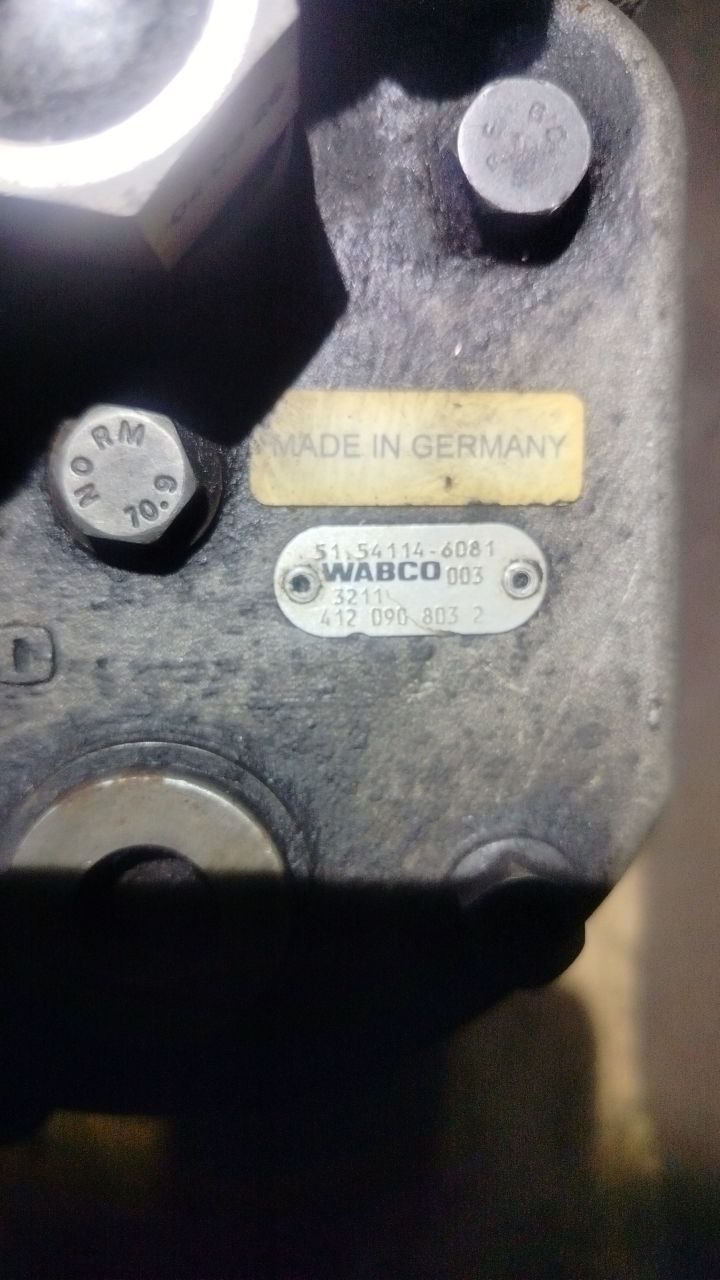 MADE IN GERMANY
NORM
10.9
51.54114-6081
WABCO 003
3211
412 090 803 2